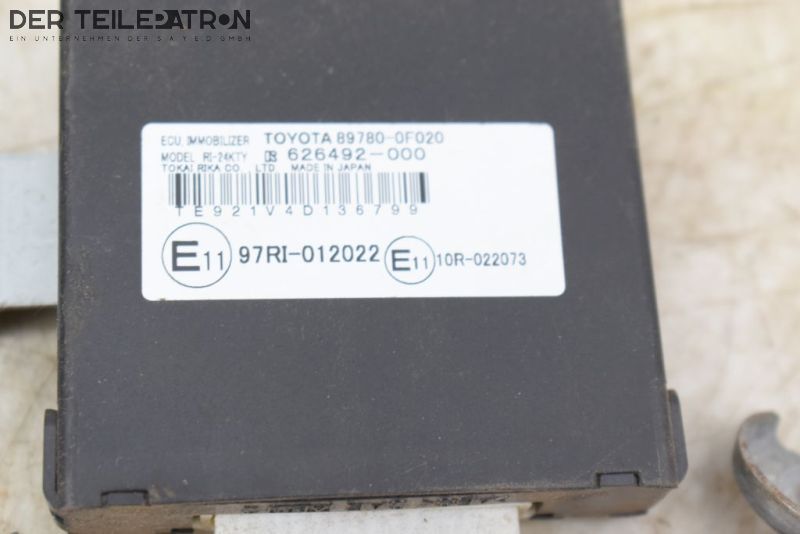 DER TEILEPATRON
EIN UNTERNEHMEN DER S A Y E D GMBH
ECU, IMMOBILIZER TOYOTA 89780-0F020
MODEL RI-24KTY 626492-000
TOKAI RIKA CO., LTD MADE IN JAPAN
TE921V4D136799
E11 97RI-012022 E11 10R-022073